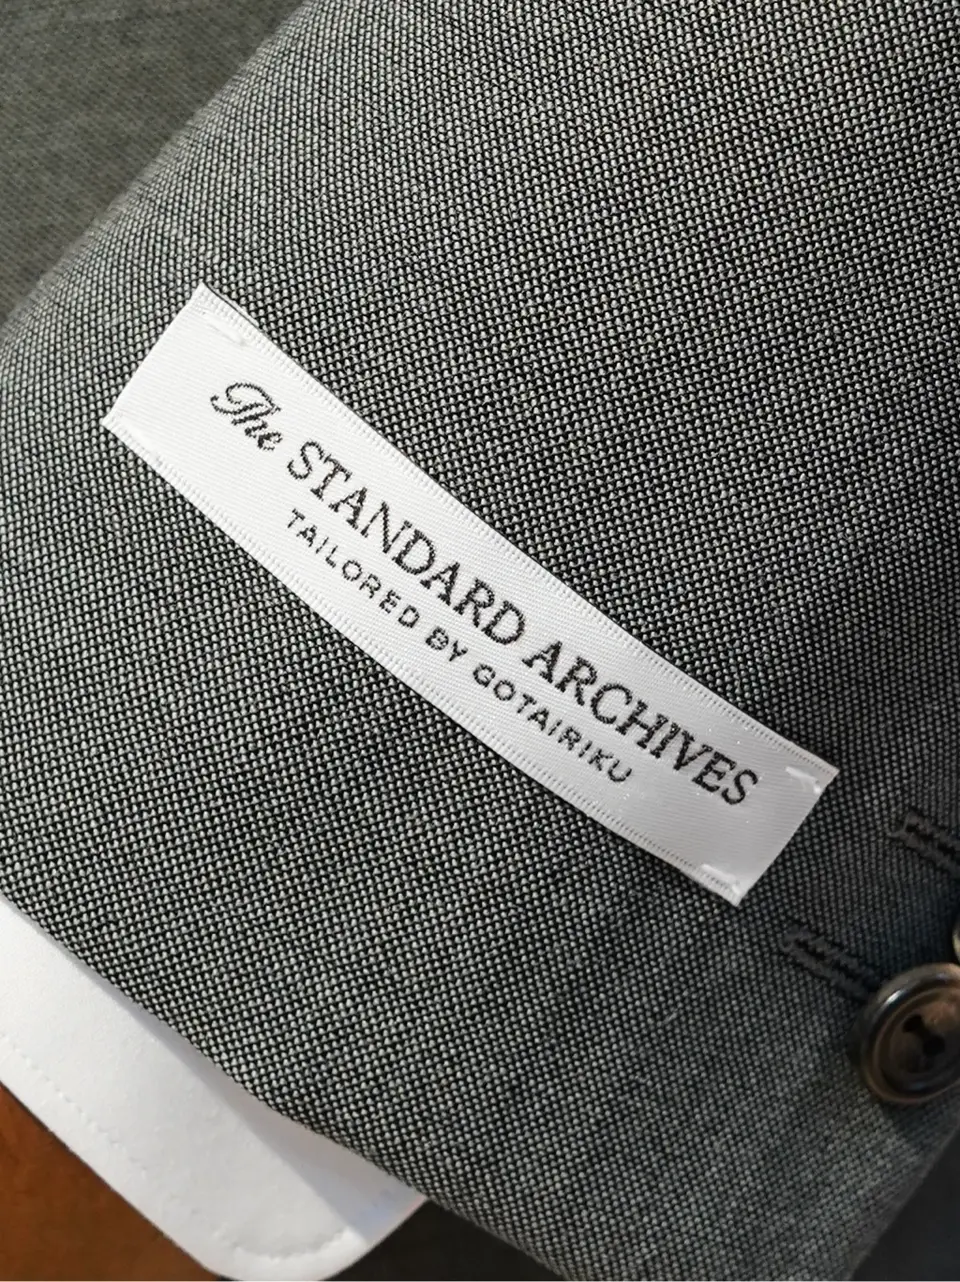 The STANDARD ARCHIVES
TAILORED BY GOTAIRIKU